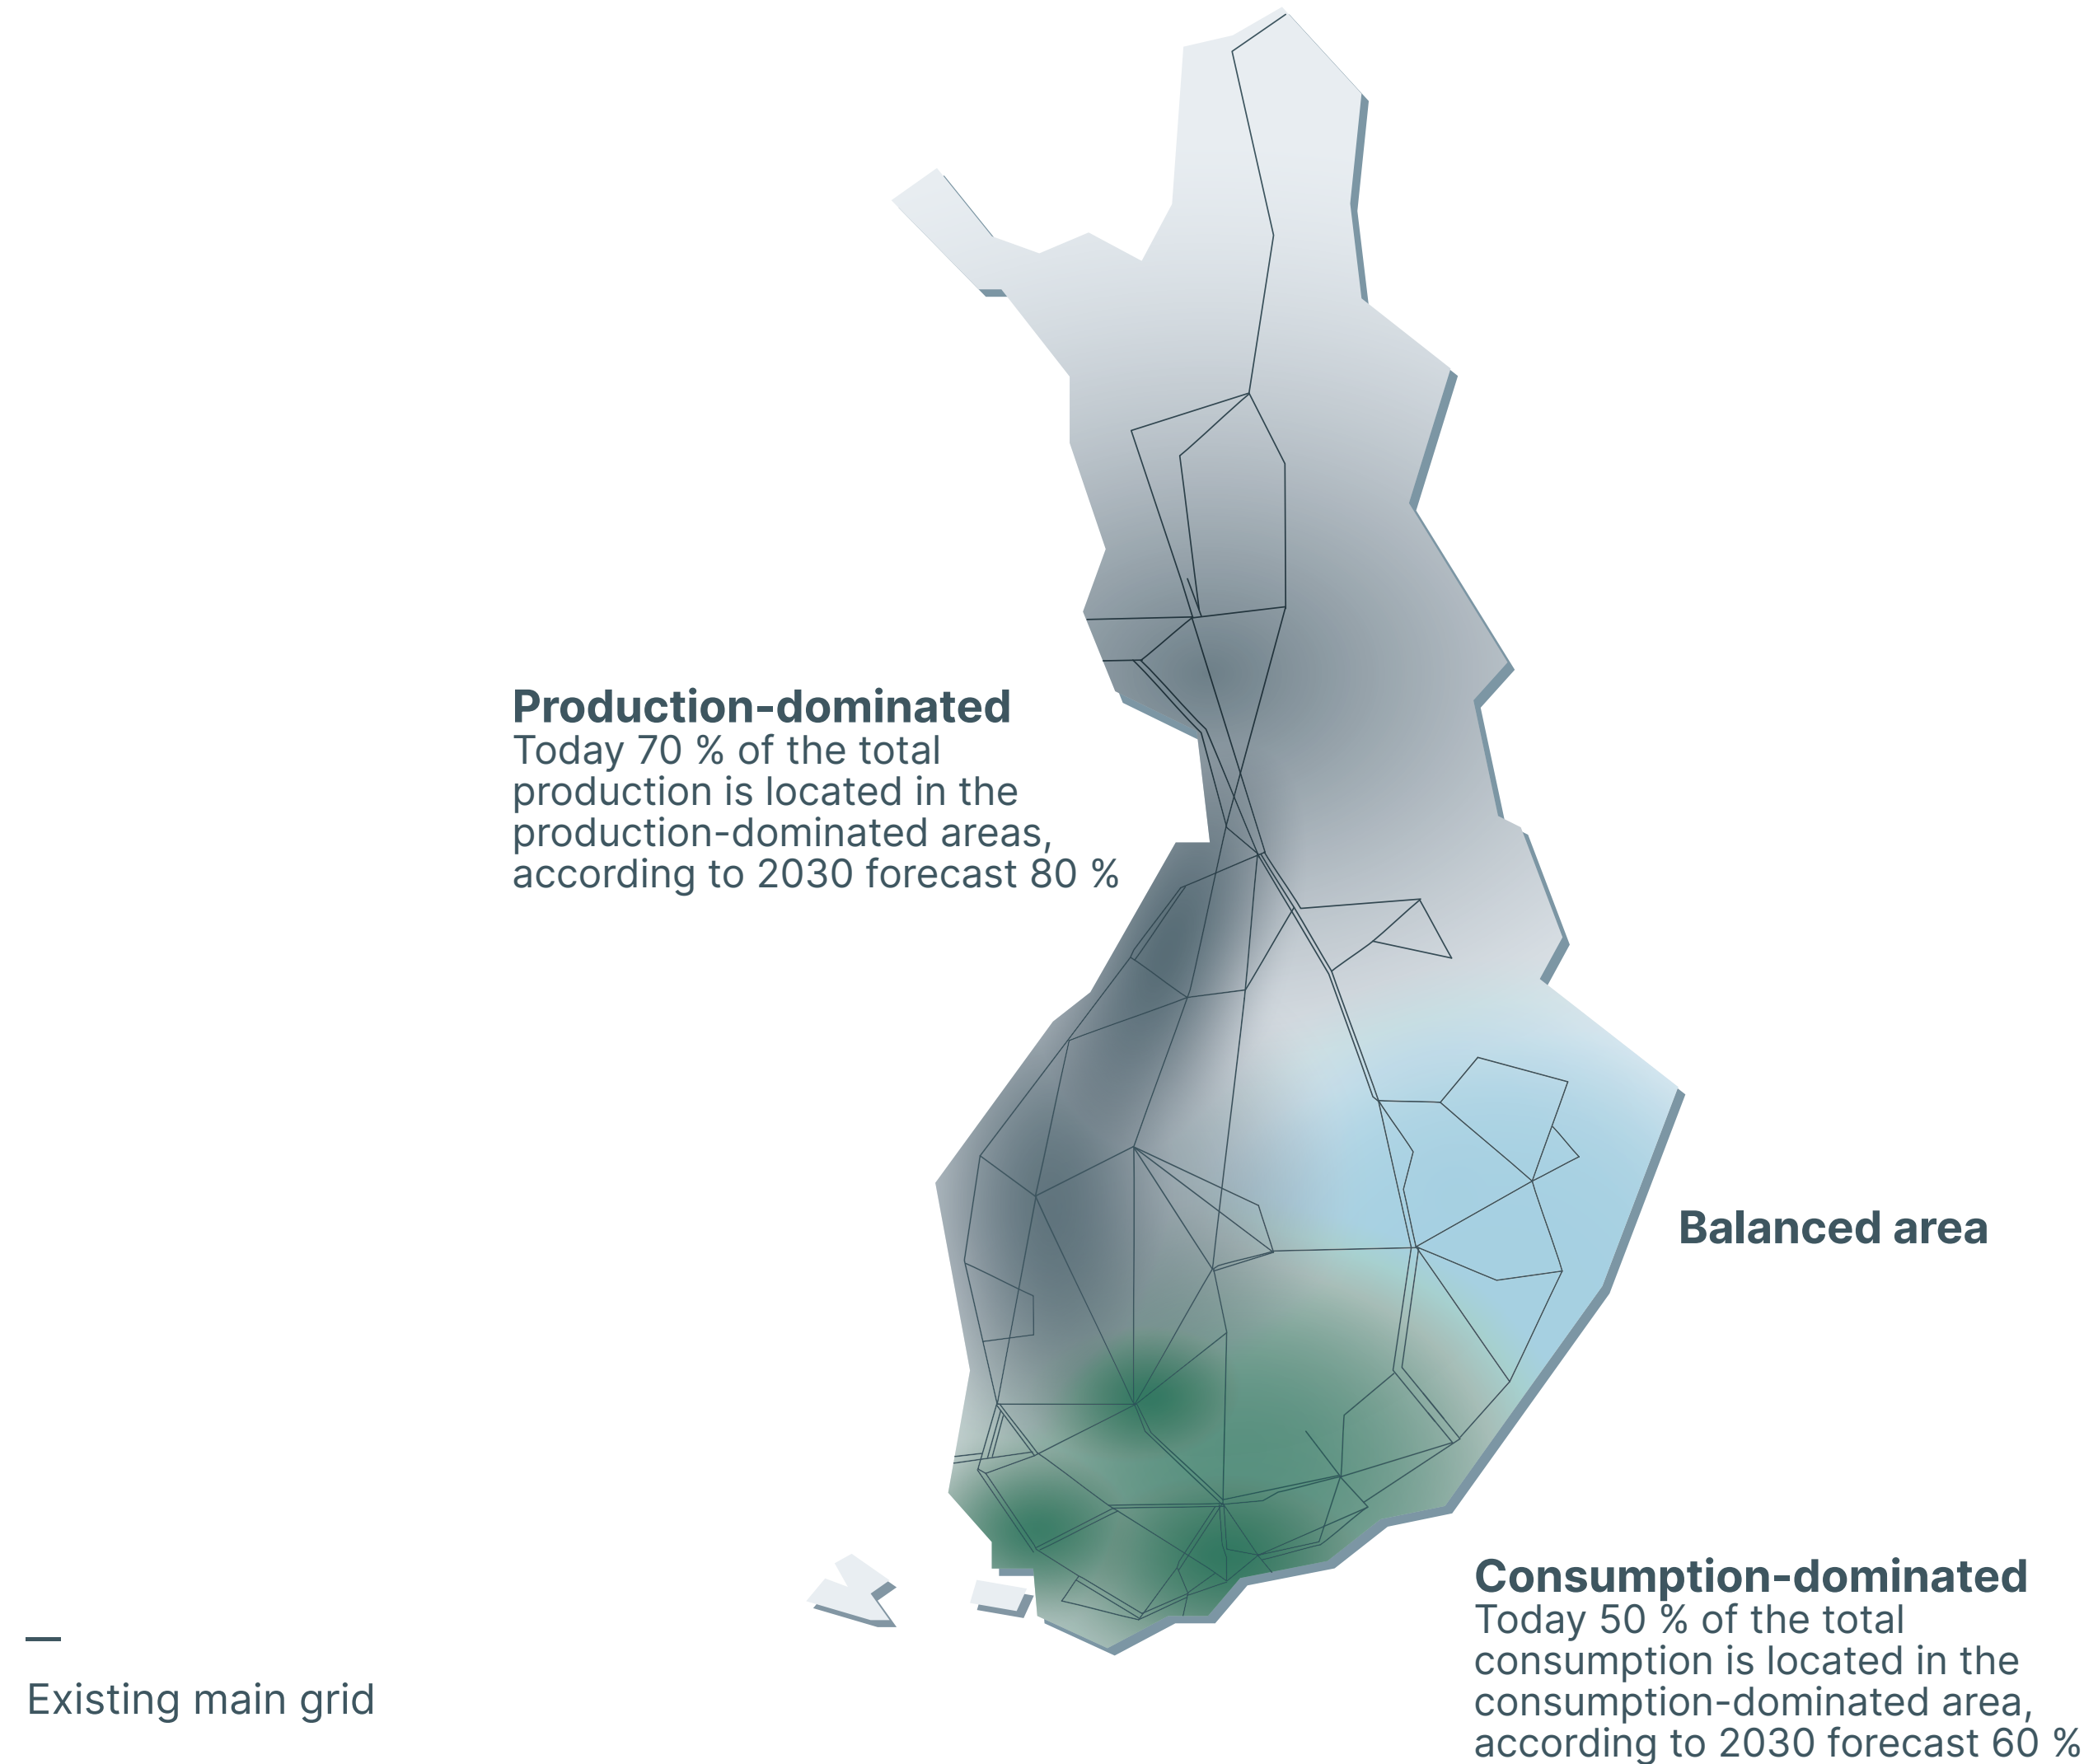 Production-dominated
Today 70 % of the total
production is located in the
production-dominated areas,
according to 2030 forecast 80 %
Balanced area
Consumption-dominated
Today 50 % of the total
consumption is located in the
consumption-dominated area,
according to 2030 forecast 60 %
Existing main grid